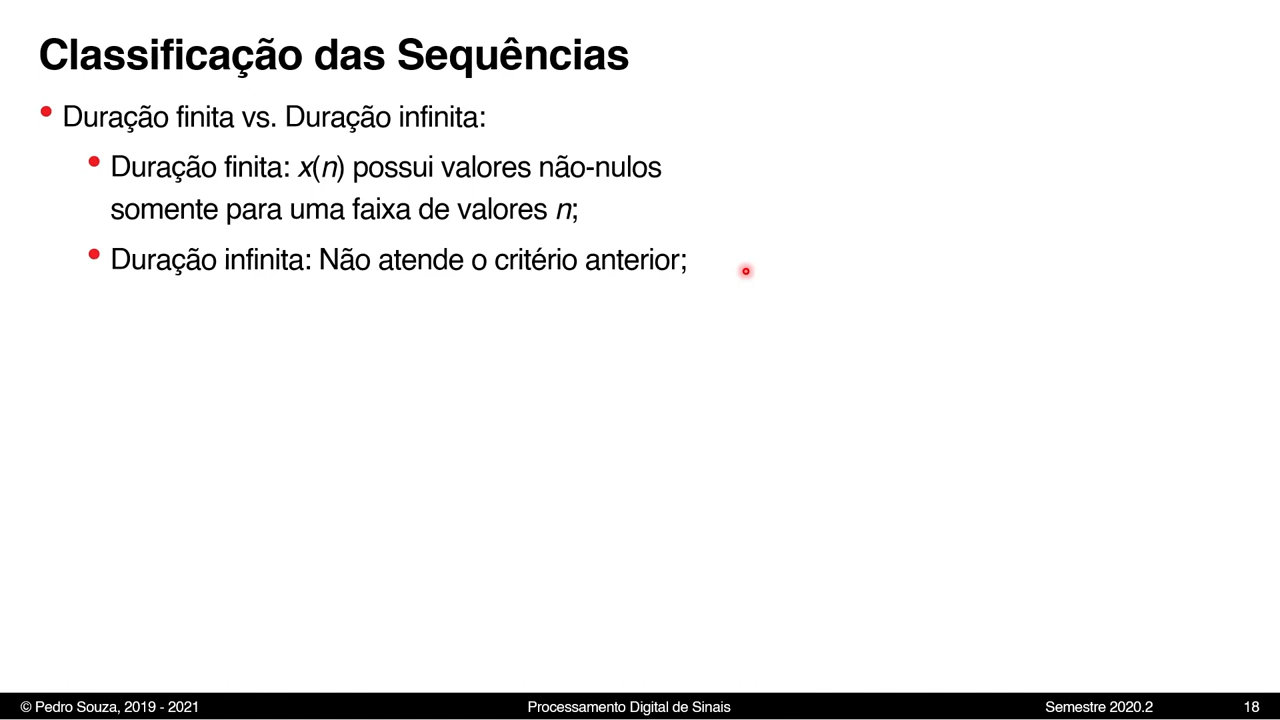 Classificação das Sequências
• Duração finita vs. Duração infinita:
• Duração finita: x(n) possui valores não-nulos
somente para uma faixa de valores n;
• Duração infinita: Não atende o critério anterior;
© Pedro Souza, 2019 - 2021 Processamento Digital de Sinais Semestre 2020.2 18